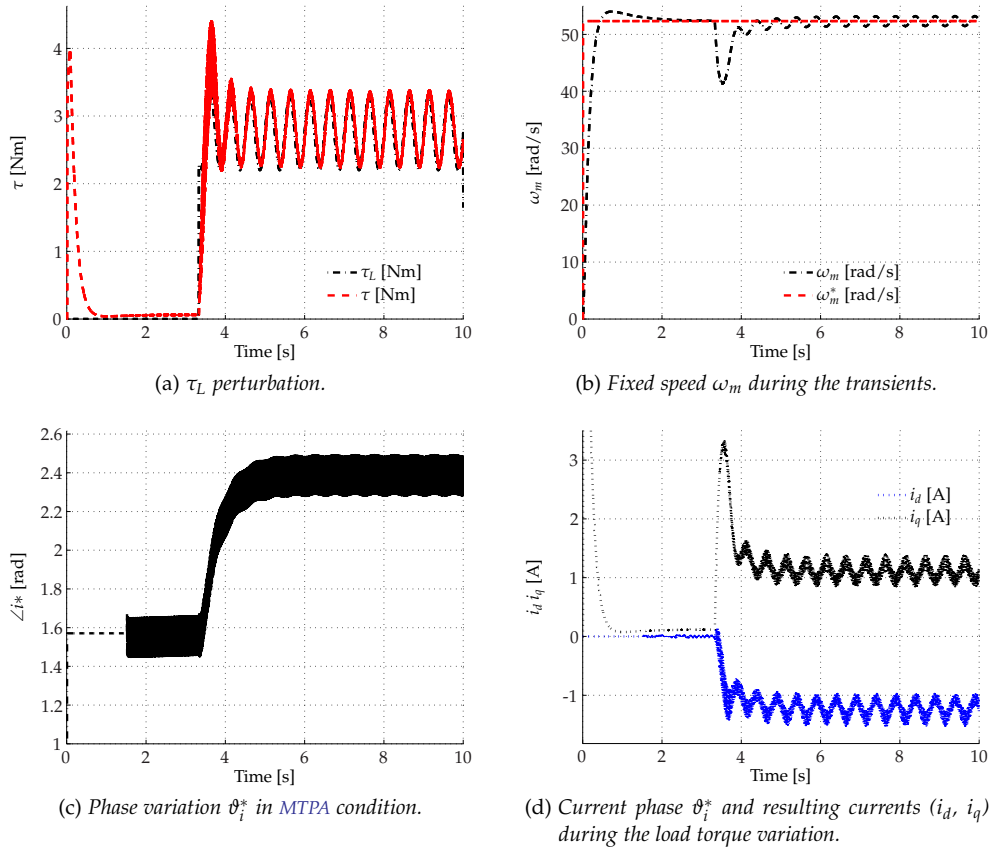 4
3
2
1
0
τ [Nm]
τ_L [Nm]
τ [Nm]
0 2 4 6 8 10
Time [s]
(a) τ_L perturbation.
50
40
30
20
10
0
ω_m [rad/s]
ω_m [rad/s]
ω*_m [rad/s]
0 2 4 6 8 10
Time [s]
(b) Fixed speed ω_m during the transients.
2.6
2.4
2.2
2
1.8
1.6
1.4
1.2
1
∠i* [rad]
0 2 4 6 8 10
Time [s]
(c) Phase variation ϑ*_i in MTPA condition.
3
2
1
0
-1
i_d i_q [A]
i_d [A]
i_q [A]
0 2 4 6 8 10
Time [s]
(d) Current phase ϑ*_i and resulting currents (i_d, i_q)
during the load torque variation.